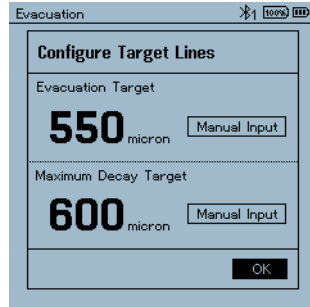 Evacuation 1 100%
Configure Target Lines
Evacuation Target
550 micron Manual Input
Maximum Decay Target
600 micron Manual Input
OK